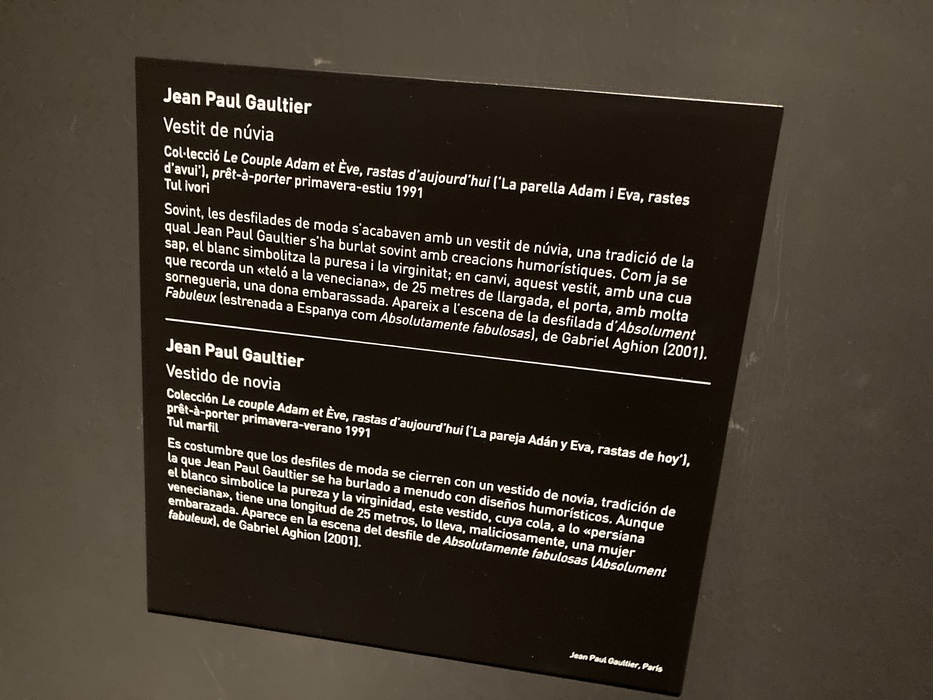 Jean Paul Gaultier
Vestit de núvia
Col·lecció Le Couple Adam et Ève, rastas d'aujourd'hui ('La parella Adam i Eva, rastes
d'avui'), prêt-à-porter primavera-estiu 1991
Tul ivori
Sovint, les desfilades de moda s'acabaven amb un vestit de núvia, una tradició de la
qual Jean Paul Gaultier s'ha burlat sovint amb creacions humorístiques. Com ja se
sap, el blanc simbolitza la puresa i la virginitat; en canvi, aquest vestit, amb una cua
que recorda un «teló a la veneciana», de 25 metres de llargada, el porta, amb molta
sornegueria, una dona embarassada. Apareix a l'escena de la desfilada d'Absolument
Fabuleux (estrenada a Espanya com Absolutamente fabulosas), de Gabriel Aghion (2001).
Jean Paul Gaultier
Vestido de novia
Colección Le couple Adam et Ève, rastas d'aujourd'hui ('La pareja Adán y Eva, rastas de hoy'),
prêt-à-porter primavera-verano 1991
Tul marfil
Es costumbre que los desfiles de moda se cierren con un vestido de novia, tradición de
la que Jean Paul Gaultier se ha burlado a menudo con diseños humorísticos. Aunque
el blanco simbolice la pureza y la virginidad, este vestido, cuya cola, a lo «persiana
veneciana», tiene una longitud de 25 metros, lo lleva, maliciosamente, una mujer
embarazada. Aparece en la escena del desfile de Absolutamente fabulosas (Absolument
fabuleux), de Gabriel Aghion (2001).
Jean Paul Gaultier, París